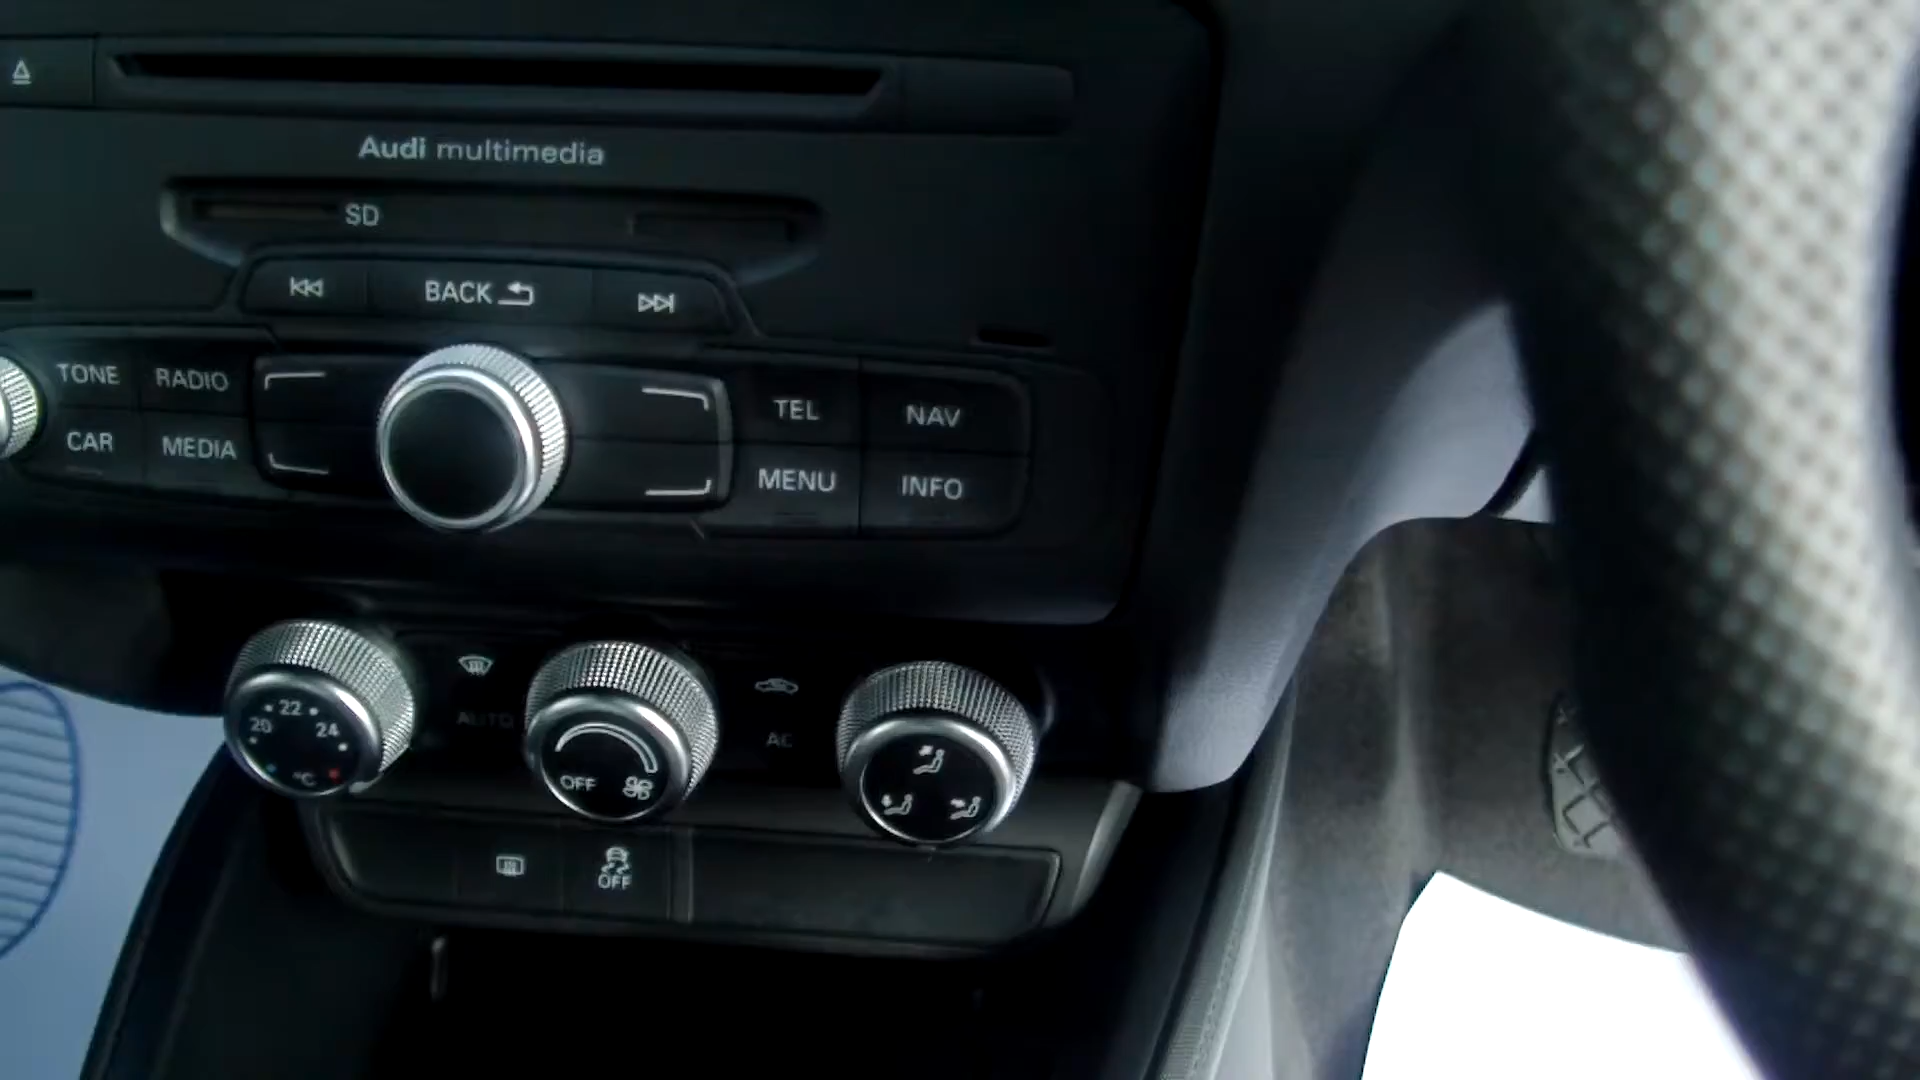 Audi multimedia
SD
BACK
TONE RADIO
TEL NAV
CAR MEDIA
MENU INFO
20 22 24
°C
AUTO
OFF
AC
OFF